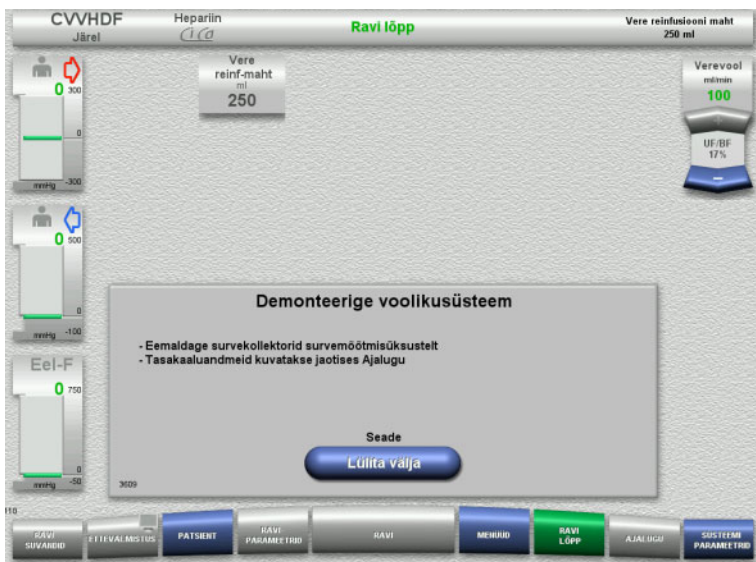 CVVHDF
Järel
Hepariin
Ci Ca
Ravi lõpp
Vere reinfusiooni maht
250 ml
0
300
0
-300
mmHg
Vere
reinf-maht
ml
250
Verevool
ml/min
100
+
UF/BF
17%
−
0
500
0
-100
mmHg
Eel-F
0
750
0
-50
mmHg
Demonteerige voolikusüsteem
- Eemaldage survekollektorid survemõõtmisüksustelt
- Tasakaaluandmeid kuvatakse jaotises Ajalugu
Seade
Lülita välja
3609
RAVI
SUVANDID
ETTEVALMISTUS
PATSIENT
RAVI
PARAMEETRID
RAVI
MENÜÜD
RAVI
LÕPP
AJALUGU
SÜSTEEMI
PARAMEETRID